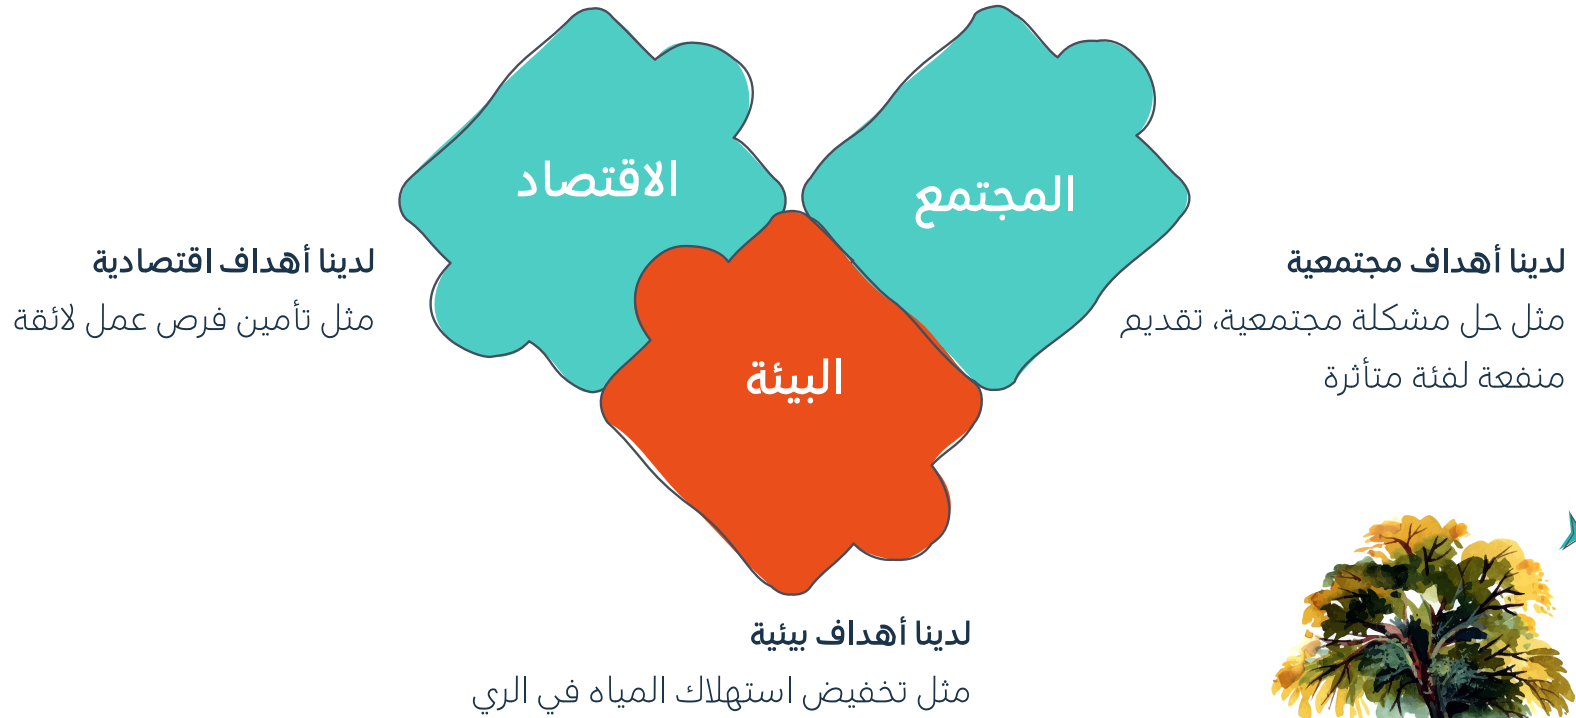 المجتمع
لدينا أهداف مجتمعية
مثل حل مشكلة مجتمعية، تقديم
منفعة لفئة متأثرة
الاقتصاد
لدينا أهداف اقتصادية
مثل تأمين فرص عمل لائقة
البيئة
لدينا أهداف بيئية
مثل تخفيض استهلاك المياه في الري